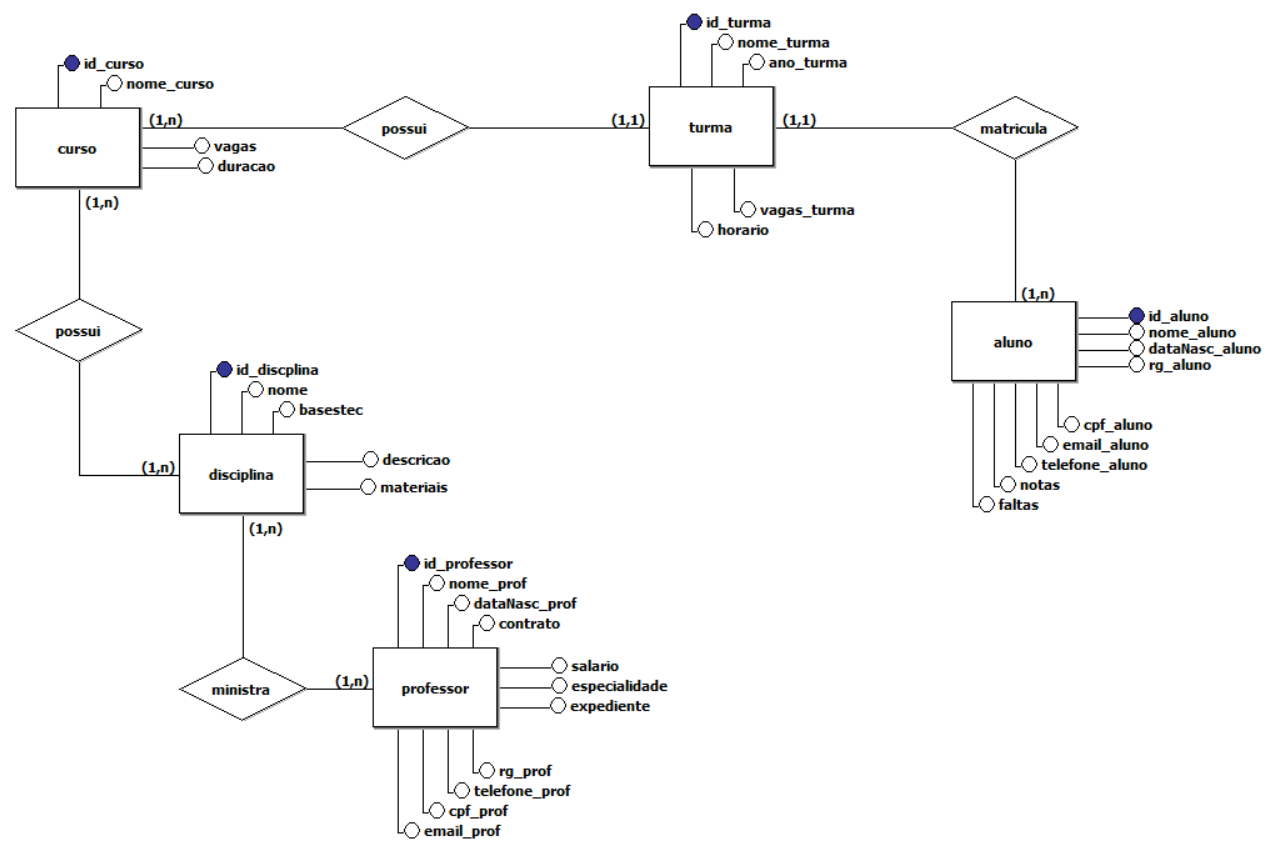 id_turma
nome_turma
ano_turma
id_curso
nome_curso
(1,n)
possui
(1,1)
turma
(1,1)
matricula
curso
vagas
duracao
(1,n)
vagas_turma
horario
(1,n)
aluno
id_aluno
nome_aluno
dataNasc_aluno
rg_aluno
possui
id_discplina
nome
basestec
cpf_aluno
email_aluno
telefone_aluno
notas
faltas
(1,n)
disciplina
descricao
materiais
(1,n)
id_professor
nome_prof
dataNasc_prof
contrato
ministra
(1,n)
professor
salario
especialidade
expediente
rg_prof
telefone_prof
cpf_prof
email_prof